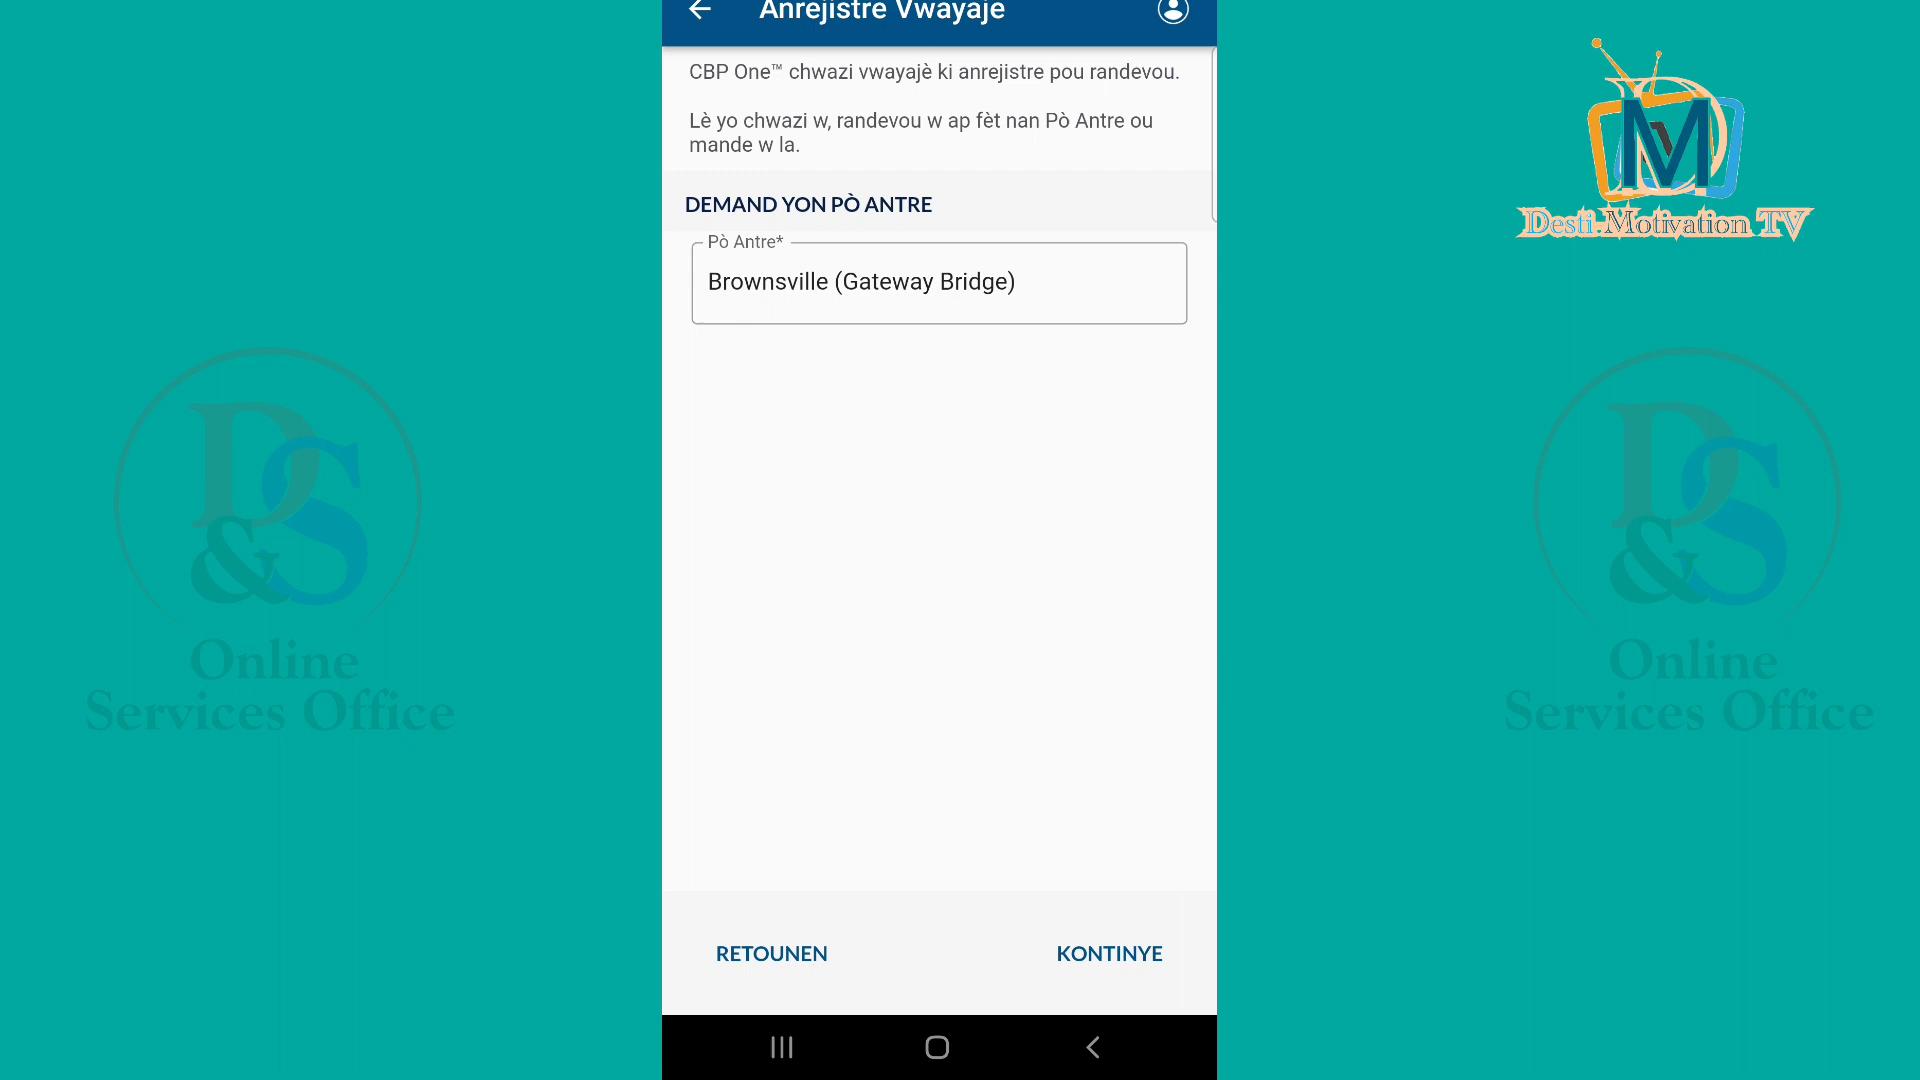 Anrejistre Vwayaje
CBP One™ chwazi vwayajè ki anrejistre pou randevou.
Lè yo chwazi w, randevou w ap fèt nan Pò Antre ou
mande w la.
DEMAND YON PÒ ANTRE
Pò Antre*
Brownsville (Gateway Bridge)
RETOUNEN
KONTINYE
DM
Desti-Motivation TV
D&S
Online
Services Office
D&S
Online
Services Office